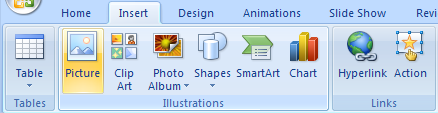 Home Insert Design Animations Slide Show
Table Picture Clip Art Photo Album Shapes SmartArt Chart Hyperlink Action
Tables Illustrations Links